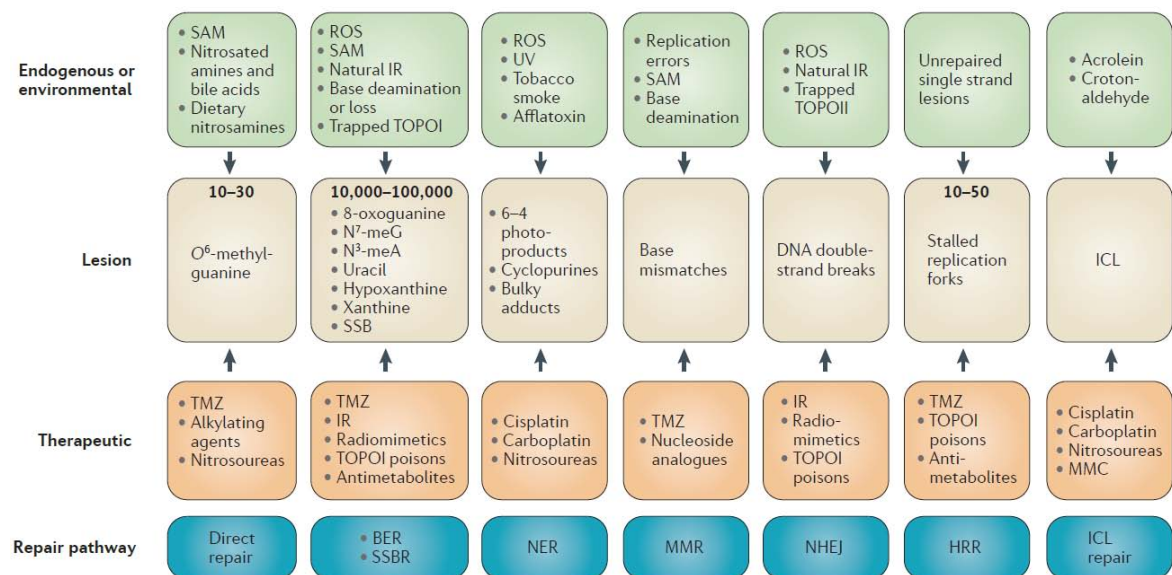 Endogenous or
environmental
• SAM
• Nitrosated
amines and
bile acids
• Dietary
nitrosamines
• ROS
• SAM
• Natural IR
• Base deamination
or loss
• Trapped TOPOI
• ROS
• UV
• Tobacco
smoke
• Afflatoxin
• Replication
errors
• SAM
• Base
deamination
• ROS
• Natural IR
• Trapped
TOPOII
Unrepaired
single strand
lesions
• Acrolein
• Croton-
aldehyde
Lesion
10–30
O⁶-methyl-
guanine
10,000–100,000
• 8-oxoguanine
• N⁷-meG
• N³-meA
• Uracil
• Hypoxanthine
• Xanthine
• SSB
• 6–4
photo-
products
• Cyclopurines
• Bulky
adducts
Base
mismatches
DNA double-
strand breaks
10–50
Stalled
replication
forks
ICL
Therapeutic
• TMZ
• Alkylating
agents
• Nitrosoureas
• TMZ
• IR
• Radiomimetics
• TOPOI poisons
• Antimetabolites
• Cisplatin
• Carboplatin
• Nitrosoureas
• TMZ
• Nucleoside
analogues
• IR
• Radio-
mimetics
• TOPOI
poisons
• TMZ
• TOPOI
poisons
• Anti-
metabolites
• Cisplatin
• Carboplatin
• Nitrosoureas
• MMC
Repair pathway
Direct
repair
• BER
• SSBR
NER
MMR
NHEJ
HRR
ICL
repair